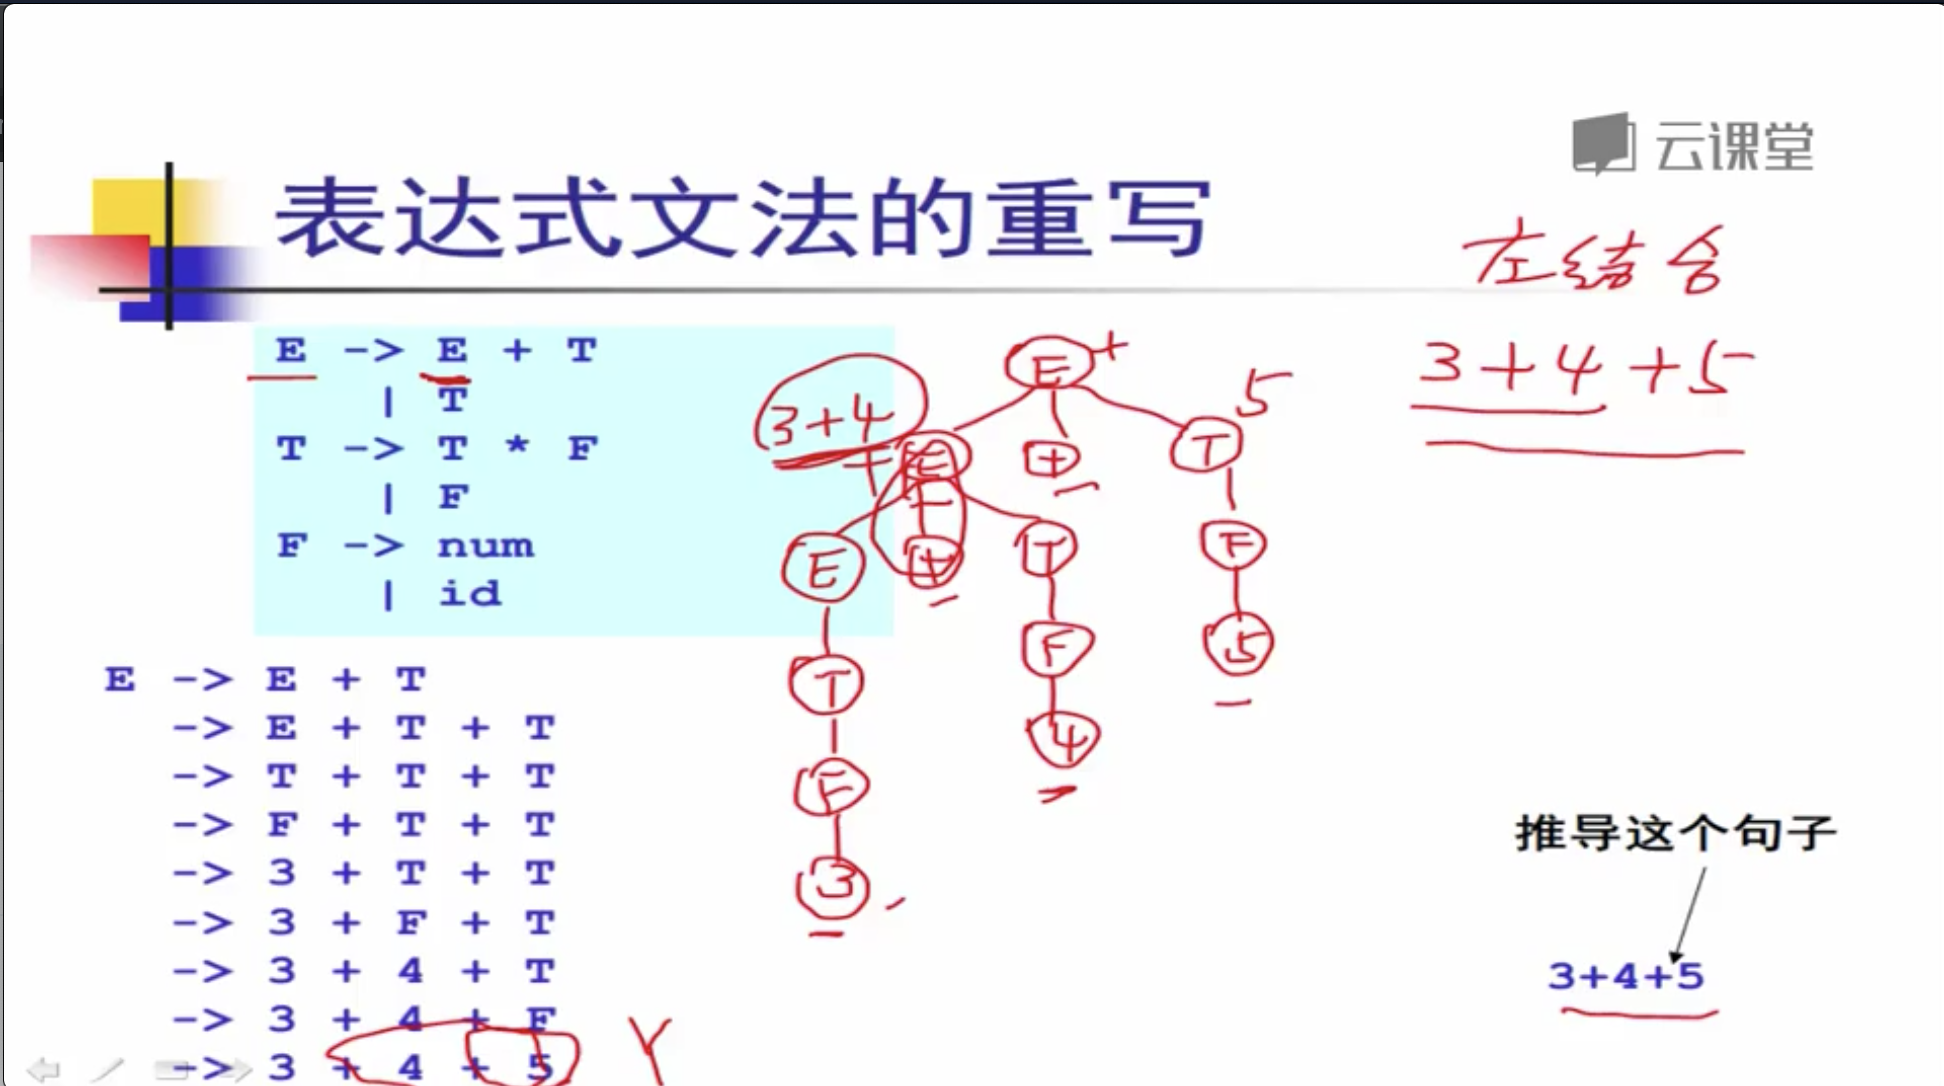 云课堂
表达式文法的重写
左结合
3+4+5
E -> E + T
| T
T -> T * F
| F
F -> num
| id
E +
3+4
5
E + T
+
E + T F
T F 5
F 4
3
E -> E + T
-> E + T + T
-> T + T + T
-> F + T + T
-> 3 + T + T
-> 3 + F + T
-> 3 + 4 + T
-> 3 + 4 + F
-> 3 + 4 + 5
Y
推导这个句子
3+4+5